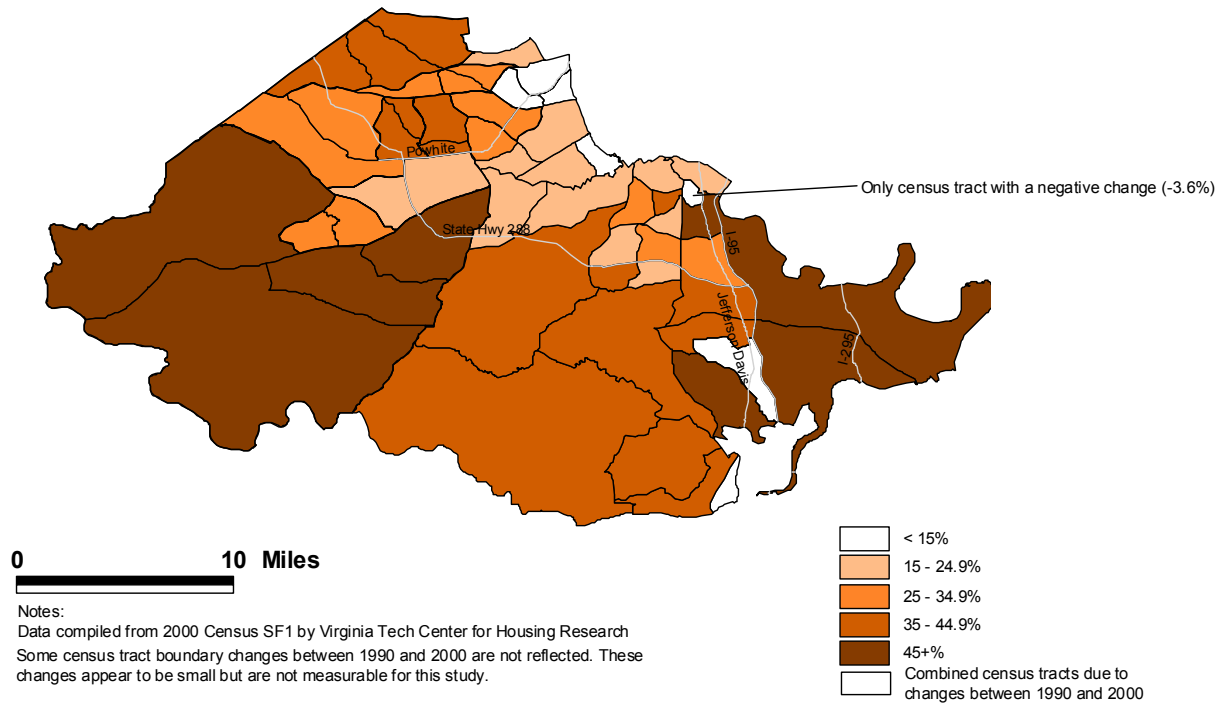 Powhite
Only census tract with a negative change (-3.6%)
State Hwy 288
I-95
Jefferson Davis
I-295
< 15%
0 10 Miles
15 - 24.9%
25 - 34.9%
Notes:
35 - 44.9%
Data compiled from 2000 Census SF1 by Virginia Tech Center for Housing Research
45+%
Some census tract boundary changes between 1990 and 2000 are not reflected. These
changes appear to be small but are not measurable for this study.
Combined census tracts due to
changes between 1990 and 2000